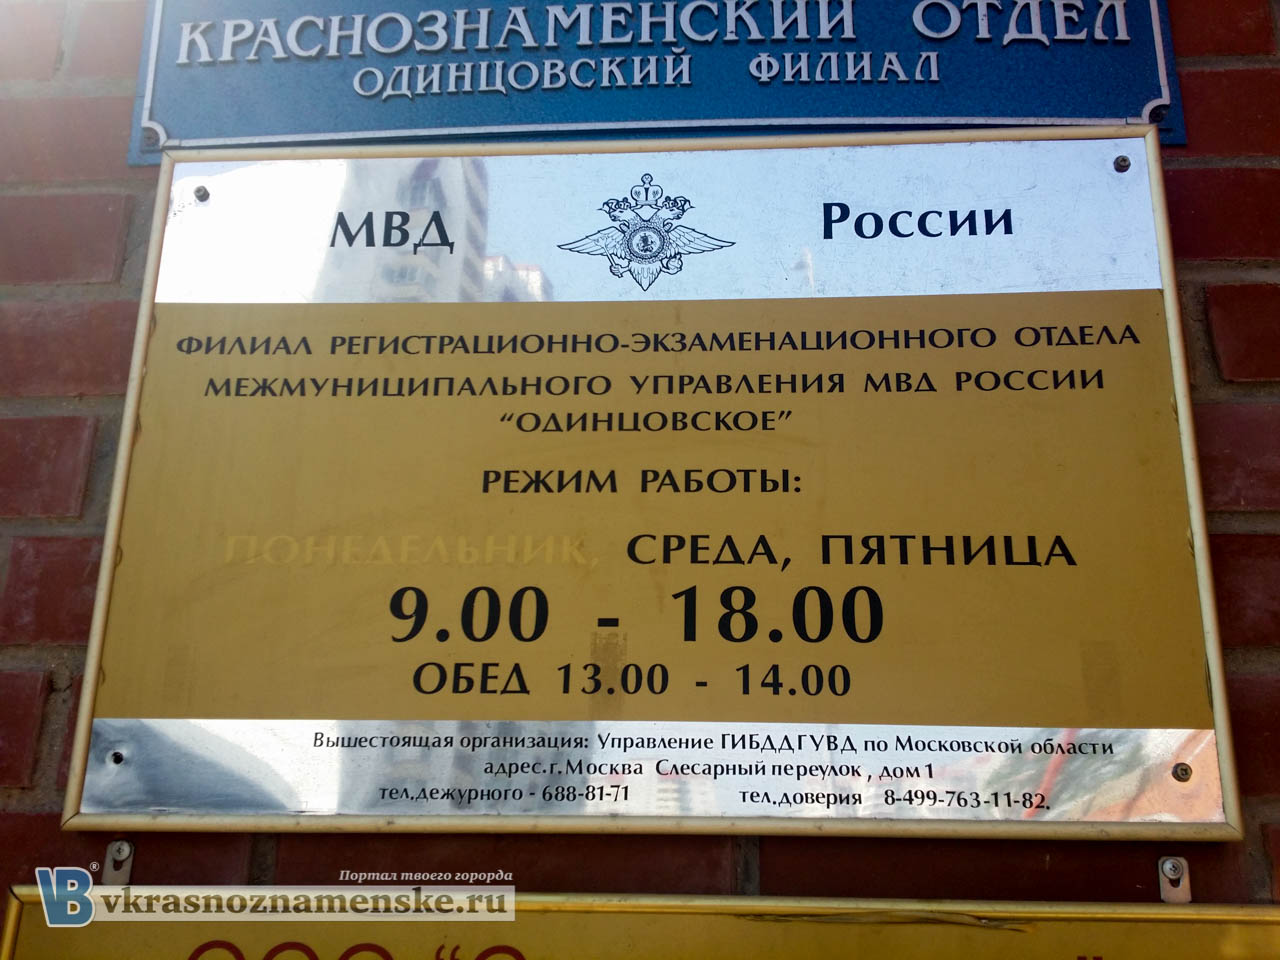 КРАСНОЗНАМЕНСКИЙ ОТДЕЛ
ОДИНЦОВСКИЙ ФИЛИАЛ
МВД России
ФИЛИАЛ РЕГИСТРАЦИОННО-ЭКЗАМЕНАЦИОННОГО ОТДЕЛА
МЕЖМУНИЦИПАЛЬНОГО УПРАВЛЕНИЯ МВД РОССИИ
“ОДИНЦОВСКОЕ”
РЕЖИМ РАБОТЫ:
ПОНЕДЕЛЬНИК, СРЕДА, ПЯТНИЦА
9.00 - 18.00
ОБЕД 13.00 - 14.00
Вышестоящая организация: Управление ГИБДДГУВД по Московской области
адрес.г.Москва Слесарный переулок , дом 1
тел.дежурного - 688-81-71 тел.доверия 8-499-763-11-82.
Портал твоего горорда
VB® vkrasnoznamenske.ru
ООО